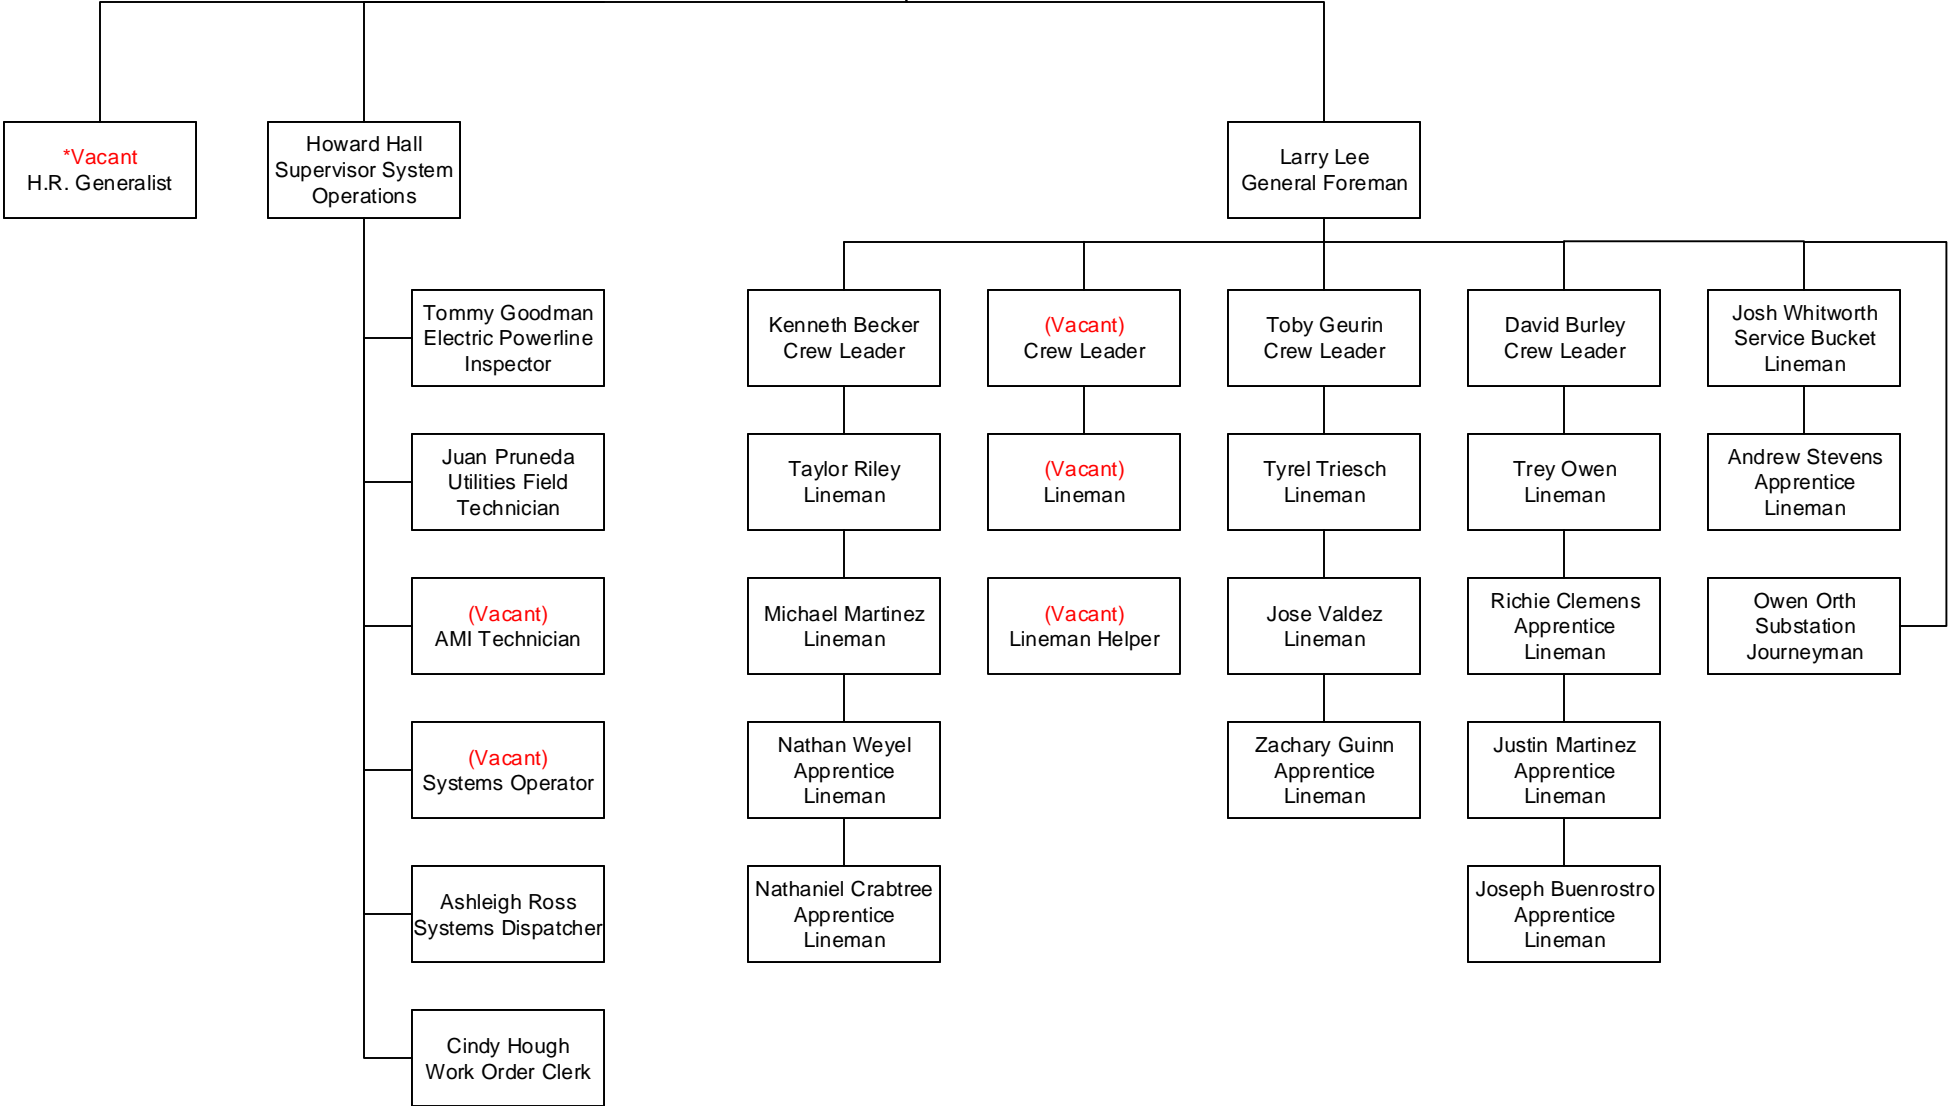 *Vacant
H.R. Generalist
Howard Hall
Supervisor System
Operations
Larry Lee
General Foreman
Tommy Goodman
Electric Powerline
Inspector
Juan Pruneda
Utilities Field
Technician
(Vacant)
AMI Technician
(Vacant)
Systems Operator
Ashleigh Ross
Systems Dispatcher
Cindy Hough
Work Order Clerk
Kenneth Becker
Crew Leader
Taylor Riley
Lineman
Michael Martinez
Lineman
Nathan Weyel
Apprentice
Lineman
Nathaniel Crabtree
Apprentice
Lineman
(Vacant)
Crew Leader
(Vacant)
Lineman
(Vacant)
Lineman Helper
Toby Geurin
Crew Leader
Tyrel Triesch
Lineman
Jose Valdez
Lineman
Zachary Guinn
Apprentice
Lineman
David Burley
Crew Leader
Trey Owen
Lineman
Richie Clemens
Apprentice
Lineman
Justin Martinez
Apprentice
Lineman
Joseph Buenrostro
Apprentice
Lineman
Josh Whitworth
Service Bucket
Lineman
Andrew Stevens
Apprentice
Lineman
Owen Orth
Substation
Journeyman